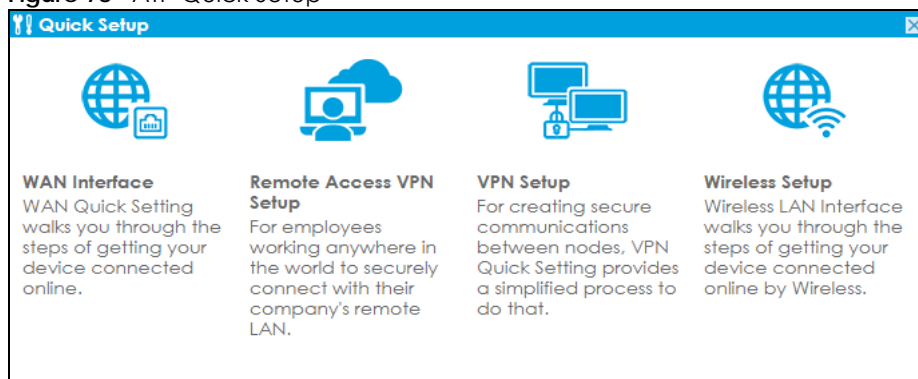 Quick Setup
WAN Interface
WAN Quick Setting
walks you through the
steps of getting your
device connected
online.
Remote Access VPN
Setup
For employees
working anywhere in
the world to securely
connect with their
company's remote
LAN.
VPN Setup
For creating secure
communications
between nodes, VPN
Quick Setting provides
a simplified process to
do that.
Wireless Setup
Wireless LAN Interface
walks you through the
steps of getting your
device connected
online by Wireless.